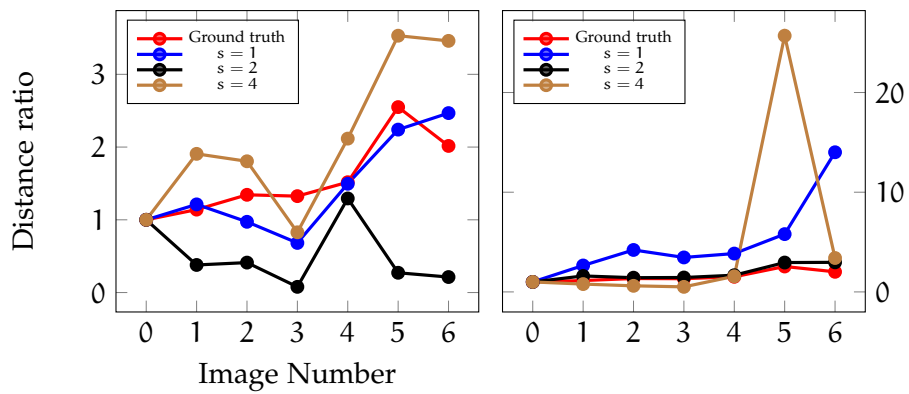 Distance ratio
3
2
1
0
Ground truth
s = 1
s = 2
s = 4
0 1 2 3 4 5 6
Image Number
Ground truth
s = 1
s = 2
s = 4
20
10
0
0 1 2 3 4 5 6